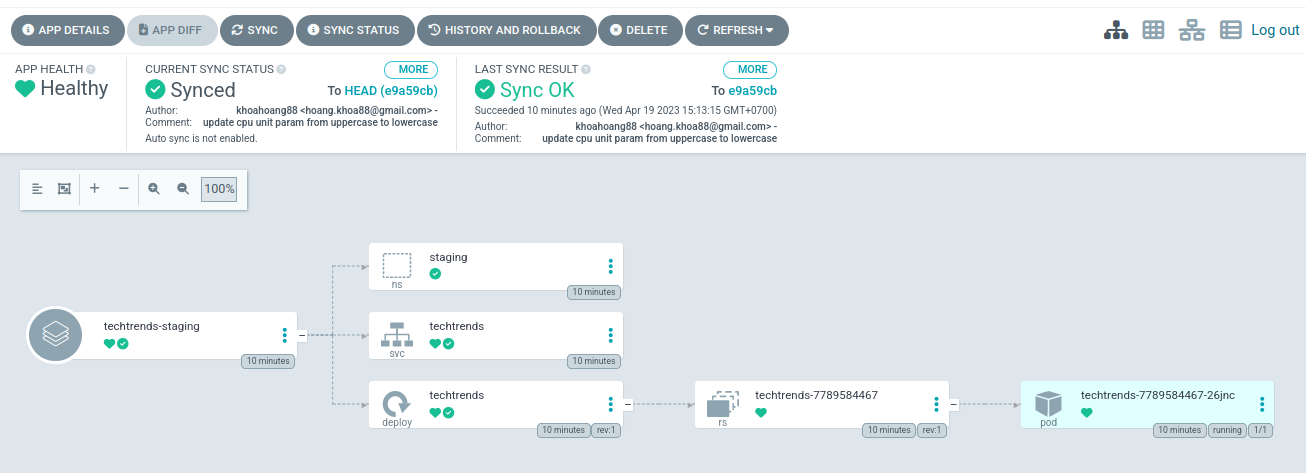 APP DETAILS APP DIFF SYNC SYNC STATUS HISTORY AND ROLLBACK DELETE REFRESH Log out
APP HEALTH
Healthy
CURRENT SYNC STATUS MORE
Synced To HEAD (e9a59cb)
Author: khoahoang88 <hoang.khoa88@gmail.com> -
Comment: update cpu unit param from uppercase to lowercase
Auto sync is not enabled.
LAST SYNC RESULT MORE
Sync OK To e9a59cb
Succeeded 10 minutes ago (Wed Apr 19 2023 15:13:15 GMT+0700)
Author: khoahoang88 <hoang.khoa88@gmail.com> -
Comment: update cpu unit param from uppercase to lowercase
100%
techtrends-staging
10 minutes
staging
ns
10 minutes
techtrends
svc
10 minutes
techtrends
deploy
10 minutes rev:1
techtrends-7789584467
rs
10 minutes rev:1
techtrends-7789584467-26jnc
pod
10 minutes running 1/1